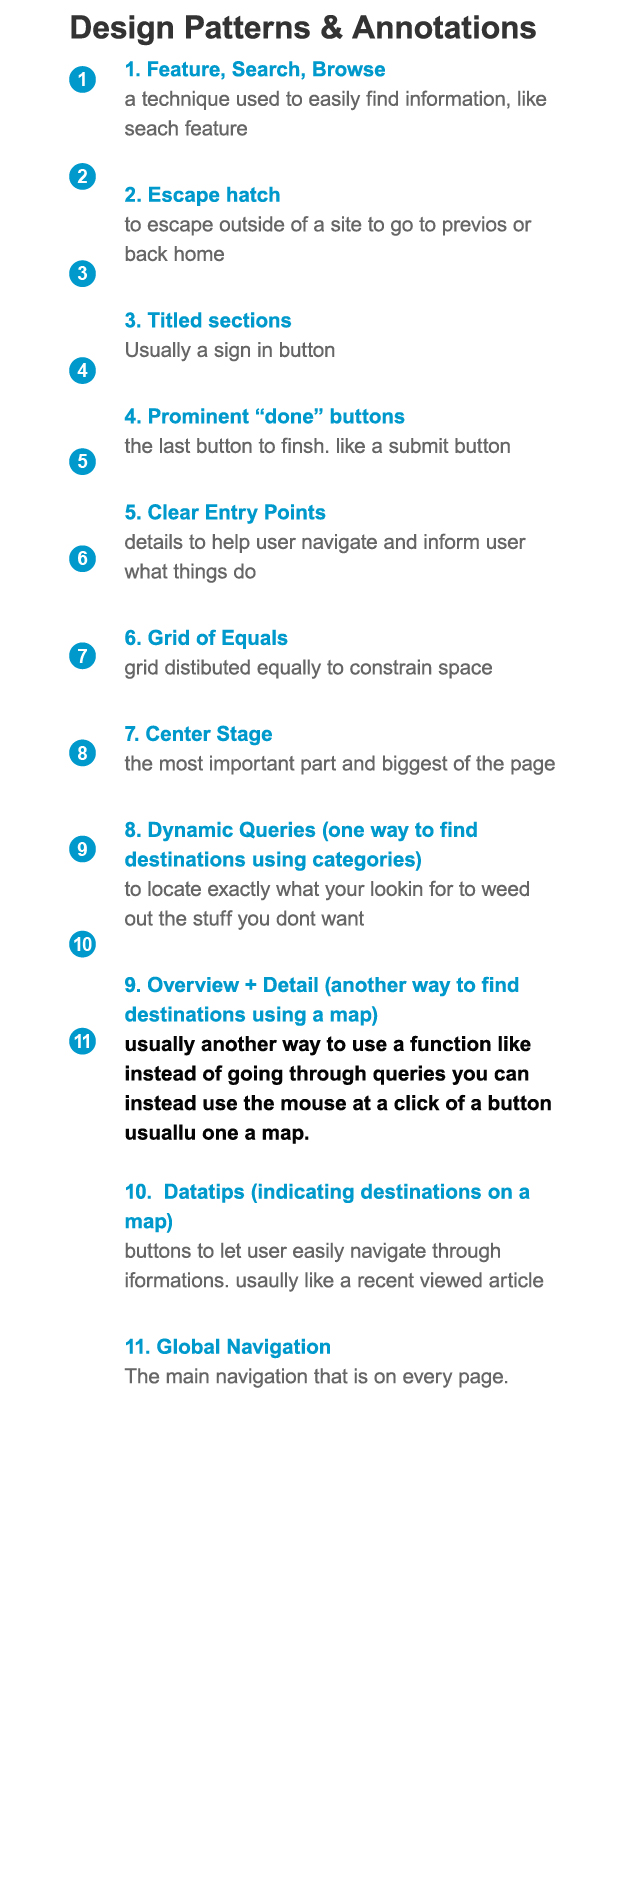 Design Patterns & Annotations
1
1. Feature, Search, Browse
a technique used to easily find information, like
seach feature
2
2. Escape hatch
to escape outside of a site to go to previos or
back home
3
3. Titled sections
Usually a sign in button
4
4. Prominent “done” buttons
the last button to finsh. like a submit button
5
5. Clear Entry Points
details to help user navigate and inform user
what things do
6
6. Grid of Equals
grid distibuted equally to constrain space
7
7. Center Stage
the most important part and biggest of the page
8
8. Dynamic Queries (one way to find
destinations using categories)
to locate exactly what your lookin for to weed
out the stuff you dont want
9
10
9. Overview + Detail (another way to find
destinations using a map)
usually another way to use a function like
instead of going through queries you can
instead use the mouse at a click of a button
usuallu one a map.
11
10.  Datatips (indicating destinations on a
map)
buttons to let user easily navigate through
iformations. usaully like a recent viewed article
11. Global Navigation
The main navigation that is on every page.